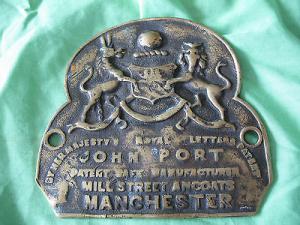 BY HER MAJESTY'S ROYAL LETTERS PATENT
JOHN PORT
PATENT SAFE MANUFACTURER
MILL STREET ANCOATS
MANCHESTER